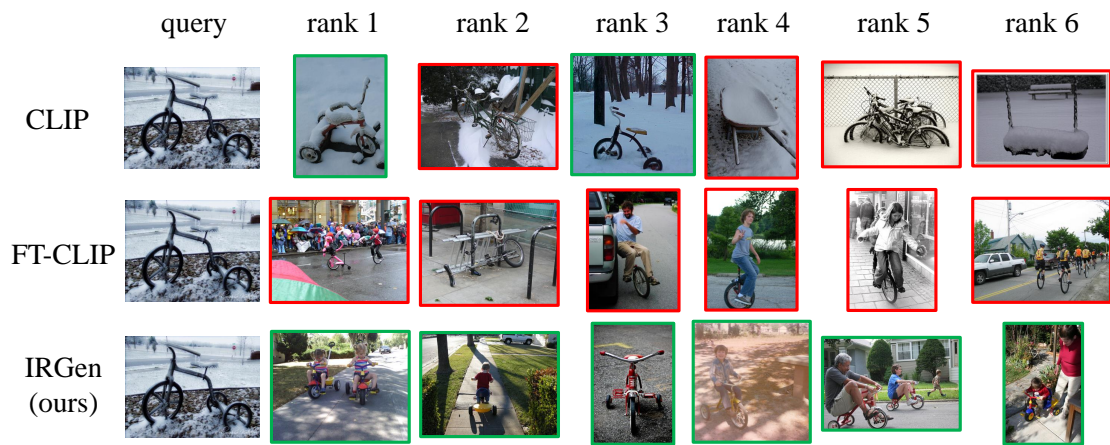 query rank 1 rank 2 rank 3 rank 4 rank 5 rank 6
CLIP
FT-CLIP
IRGen
(ours)